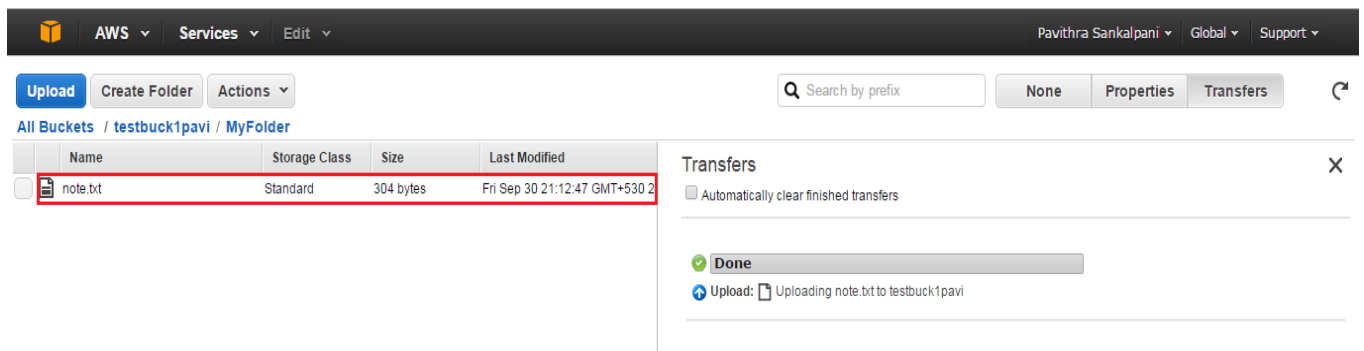 AWS Services Edit Pavithra Sankalpani Global Support
Upload Create Folder Actions Search by prefix None Properties Transfers
All Buckets / testbuck1pavi / MyFolder
Name Storage Class Size Last Modified
note.txt Standard 304 bytes Fri Sep 30 21:12:47 GMT+530 2
Transfers
Automatically clear finished transfers
Done
Upload: Uploading note.txt to testbuck1pavi